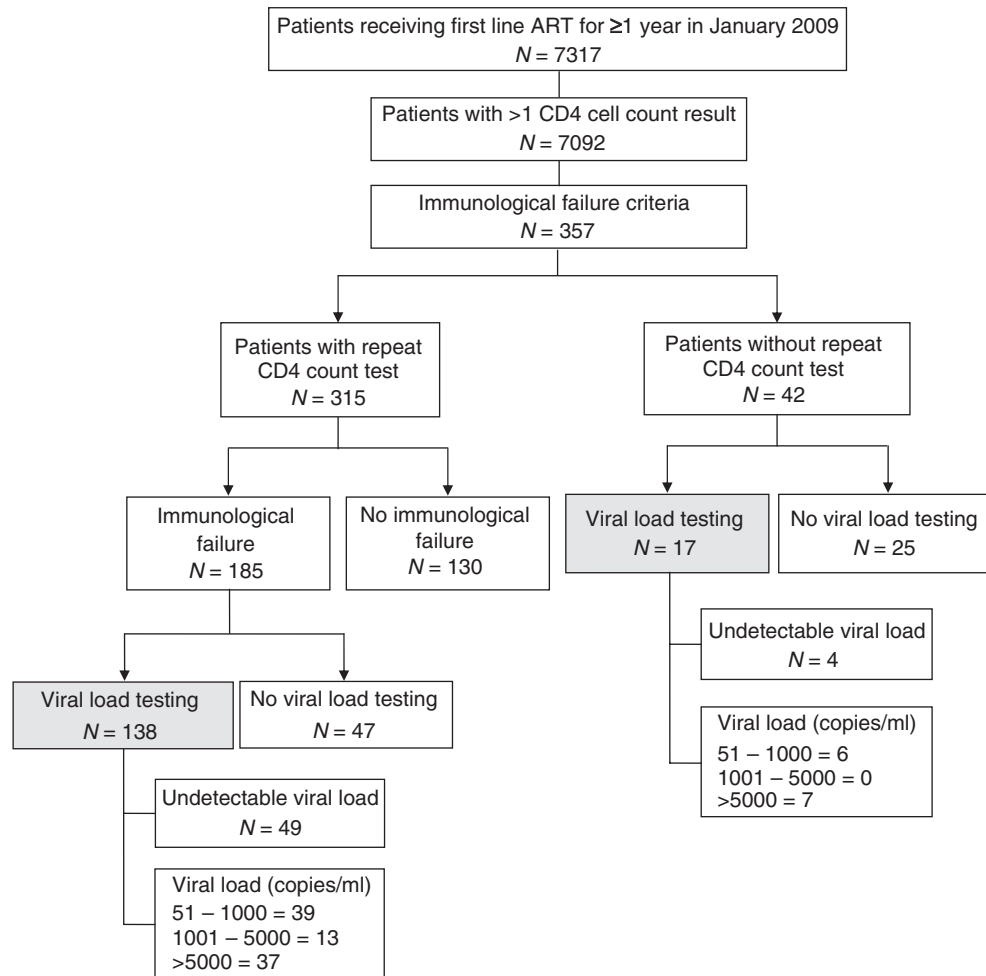 Patients receiving first line ART for ≥1 year in January 2009
N = 7317
Patients with >1 CD4 cell count result
N = 7092
Immunological failure criteria
N = 357
Patients with repeat
CD4 count test
N = 315
Patients without repeat
CD4 count test
N = 42
Immunological
failure
N = 185
No immunological
failure
N = 130
Viral load testing
N = 17
No viral load testing
N = 25
Undetectable viral load
N = 4
Viral load (copies/ml)
51 – 1000 = 6
1001 – 5000 = 0
>5000 = 7
Viral load testing
N = 138
No viral load testing
N = 47
Undetectable viral load
N = 49
Viral load (copies/ml)
51 – 1000 = 39
1001 – 5000 = 13
>5000 = 37